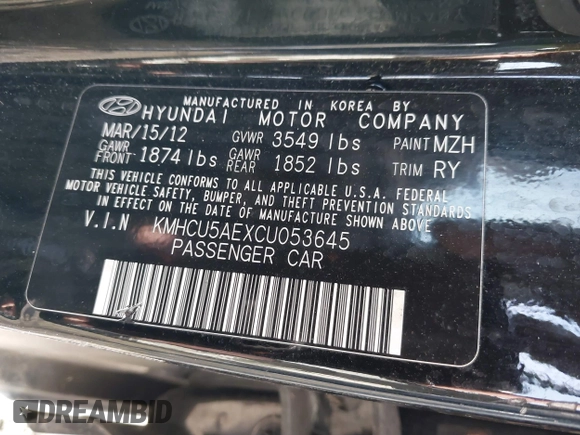 MANUFACTURED IN KOREA BY
HYUNDAI MOTOR COMPANY
MAR/15/12 GVWR 3549 lbs PAINT MZH
GAWR FRONT 1874 lbs GAWR REAR 1852 lbs TRIM RY
THIS VEHICLE CONFORMS TO ALL APPLICABLE U.S.A. FEDERAL
MOTOR VEHICLE SAFETY, BUMPER, AND THEFT PREVENTION STANDARDS
IN EFFECT ON THE DATE OF MANUFACTURE SHOWN ABOVE
V.I.N KMHCU5AEXCU053645
PASSENGER CAR
DREAMBID